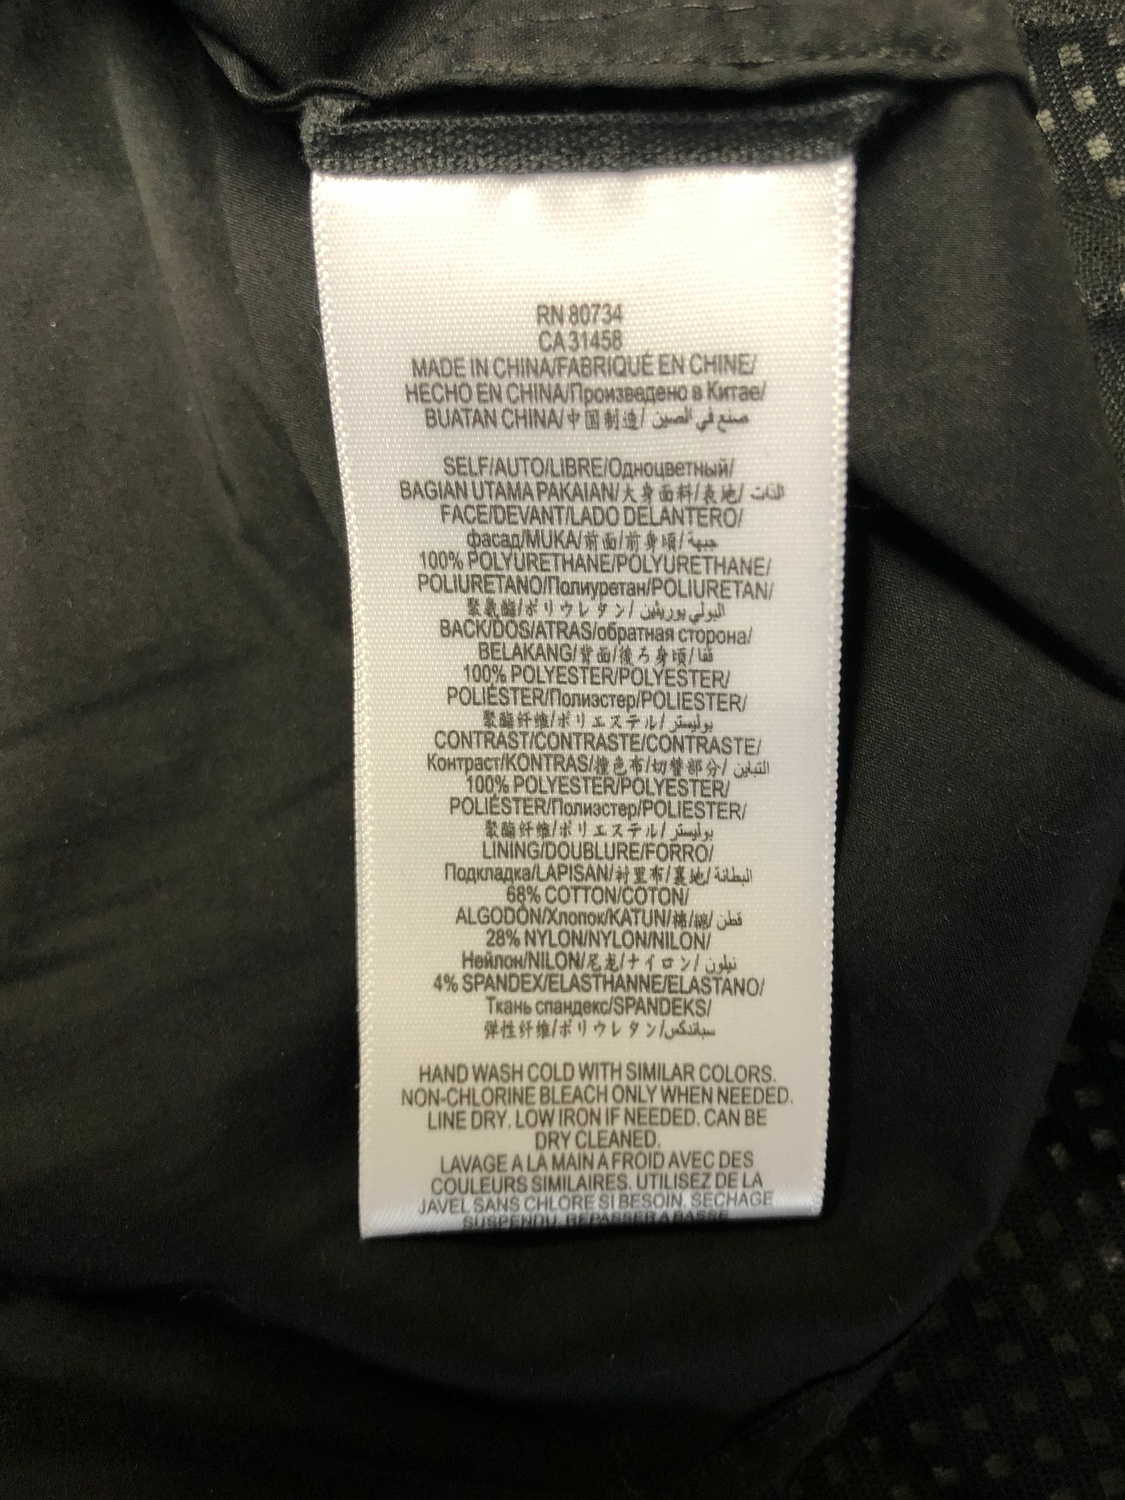 RN 80734
CA 31458
MADE IN CHINA/FABRIQUÉ EN CHINE/
HECHO EN CHINA/Произведено в Китае/
BUATAN CHINA/中国制造/ صنع في الصين
SELF/AUTO/LIBRE/Одноцветный/
BAGIAN UTAMA PAKAIAN/大身面料/表地/ الذات
FACE/DEVANT/LADO DELANTERO/
фасад/MUKA/前面/前身頃/ جبهة
100% POLYURETHANE/POLYURETHANE/
POLIURETANO/Полиуретан/POLIURETAN/
聚氨酯/ポリウレタン/ البولي يوريثين
BACK/DOS/ATRAS/обратная сторона/
BELAKANG/背面/後ろ身頃/ قفا
100% POLYESTER/POLYESTER/
POLIÉSTER/Полиэстер/POLIESTER/
聚酯纤维/ポリエステル/ بوليستر
CONTRAST/CONTRASTE/CONTRASTE/
Контраст/KONTRAS/撞色布/切替部分/ التباين
100% POLYESTER/POLYESTER/
POLIÉSTER/Полиэстер/POLIESTER/
聚酯纤维/ポリエステル/ بوليستر
LINING/DOUBLURE/FORRO/
Подкладка/LAPISAN/衬里布/裏地/ البطانة
68% COTTON/COTON/
ALGODÓN/Хлопок/KATUN/棉/綿/ قطن
28% NYLON/NYLON/NILON/
Нейлон/NILON/尼龙/ナイロン/ نيلون
4% SPANDEX/ELASTHANNE/ELASTANO/
Ткань спандекс/SPANDEKS/
弹性纤维/ポリウレタン/ سباندكس
HAND WASH COLD WITH SIMILAR COLORS.
NON-CHLORINE BLEACH ONLY WHEN NEEDED.
LINE DRY. LOW IRON IF NEEDED. CAN BE
DRY CLEANED.
LAVAGE A LA MAIN A FROID AVEC DES
COULEURS SIMILAIRES. UTILISEZ DE LA
JAVEL SANS CHLORE SI BESOIN. SECHAGE
SUSPENDU. REPASSER A BASSE